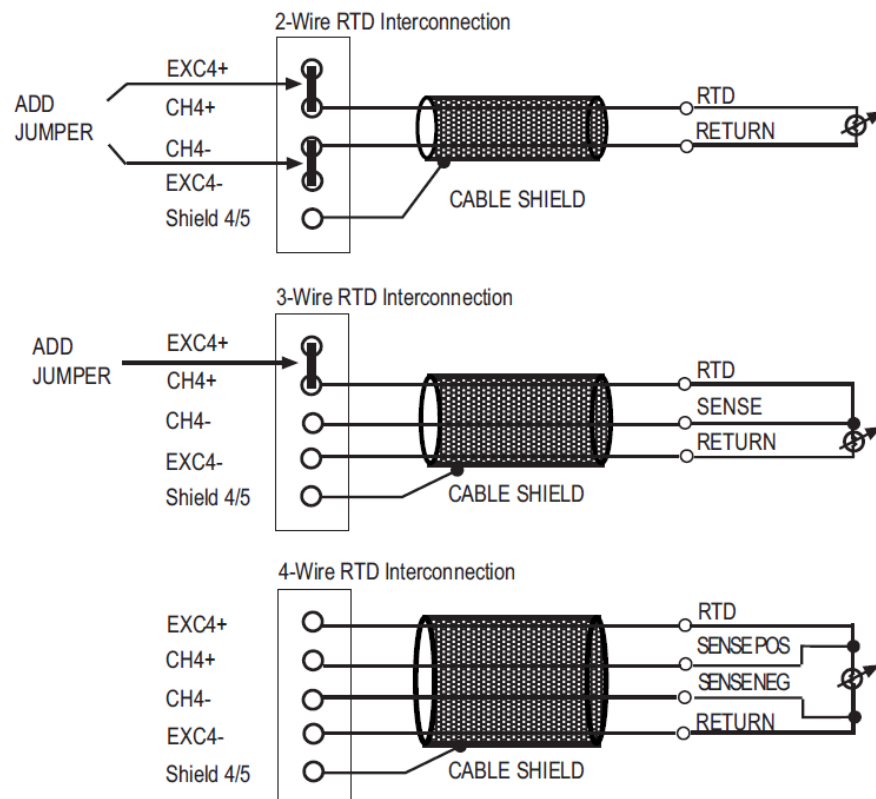 2-Wire RTD Interconnection
EXC4+
ADD
JUMPER
CH4+
CH4-
EXC4-
Shield 4/5
RTD
RETURN
CABLE SHIELD
3-Wire RTD Interconnection
ADD
JUMPER
EXC4+
CH4+
CH4-
EXC4-
Shield 4/5
RTD
SENSE
RETURN
CABLE SHIELD
4-Wire RTD Interconnection
EXC4+
CH4+
CH4-
EXC4-
Shield 4/5
RTD
SENSE POS
SENSE NEG
RETURN
CABLE SHIELD